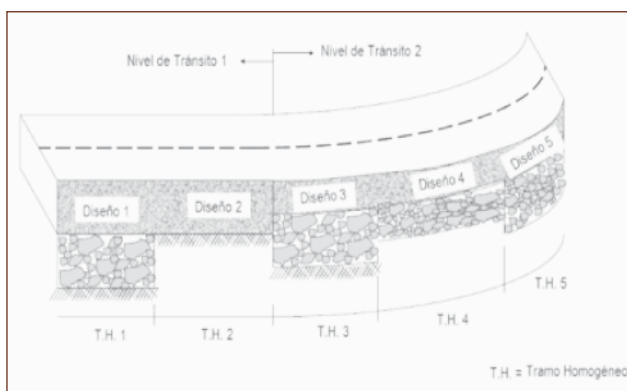 Nivel de Tránsito 1
Nivel de Tránsito 2
Diseño 1
Diseño 2
Diseño 3
Diseño 4
Diseño 5
T.H. 1
T.H. 2
T.H. 3
T.H. 4
T.H. 5
T.H. = Tramo Homogéneo